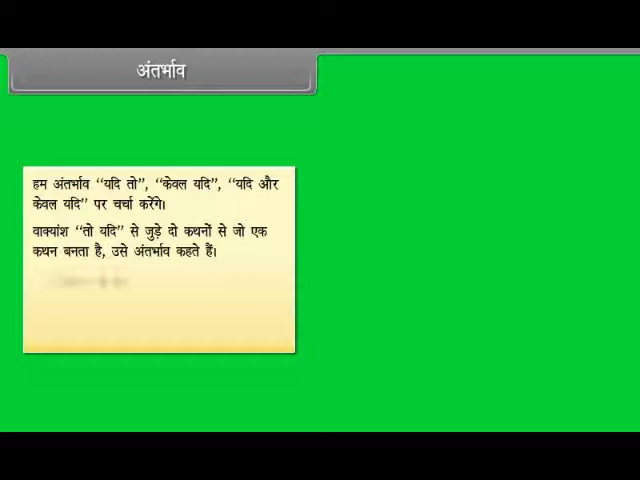 अंतर्भाव
हम अंतर्भाव “यदि तो”, “केवल यदि”, “यदि और
केवल यदि” पर चर्चा करेंगे।
वाक्यांश “तो यदि” से जुड़े दो कथनों से जो एक
कथन बनता है, उसे अंतर्भाव कहते हैं।